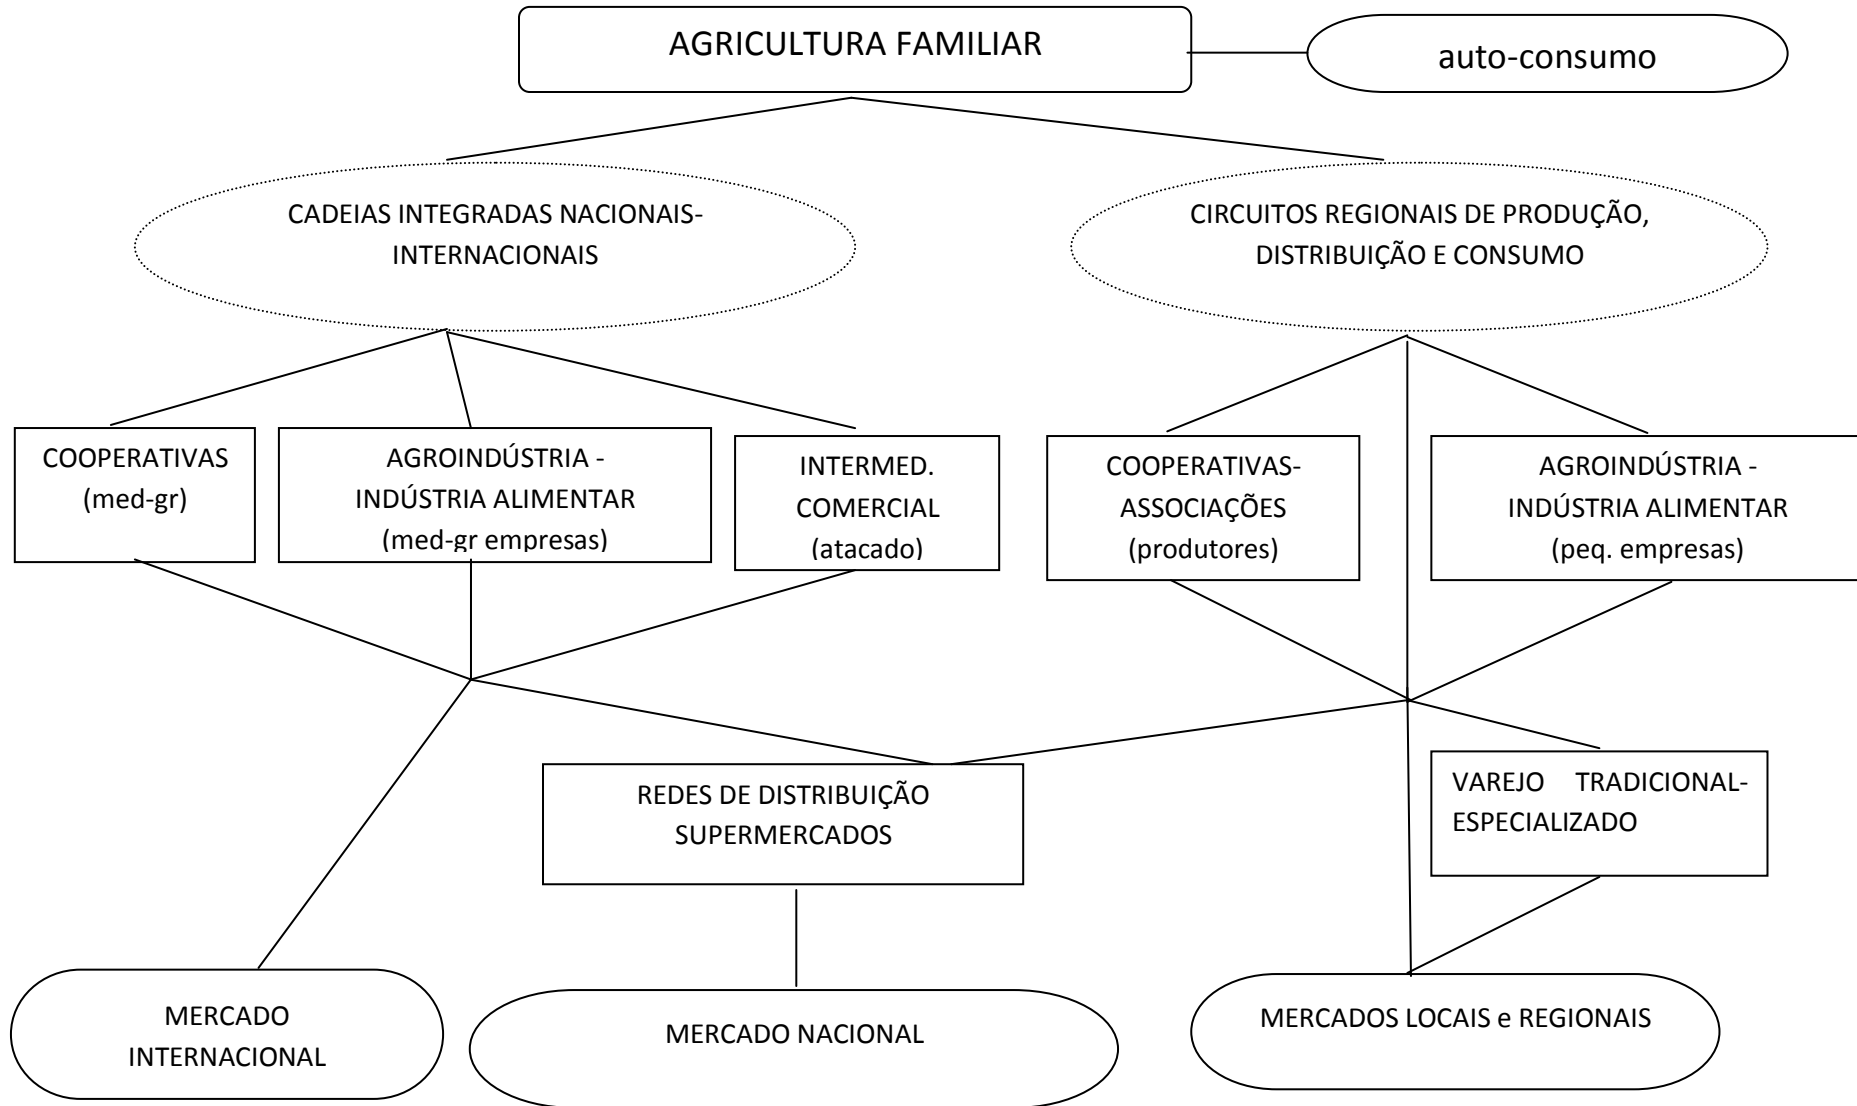 AGRICULTURA FAMILIAR
auto-consumo
CADEIAS INTEGRADAS NACIONAIS-
INTERNACIONAIS
CIRCUITOS REGIONAIS DE PRODUÇÃO,
DISTRIBUIÇÃO E CONSUMO
COOPERATIVAS
(med-gr)
AGROINDÚSTRIA -
INDÚSTRIA ALIMENTAR
(med-gr empresas)
INTERMED.
COMERCIAL
(atacado)
COOPERATIVAS-
ASSOCIAÇÕES
(produtores)
AGROINDÚSTRIA -
INDÚSTRIA ALIMENTAR
(peq. empresas)
REDES DE DISTRIBUIÇÃO
SUPERMERCADOS
VAREJO TRADICIONAL-
ESPECIALIZADO
MERCADO
INTERNACIONAL
MERCADO NACIONAL
MERCADOS LOCAIS e REGIONAIS